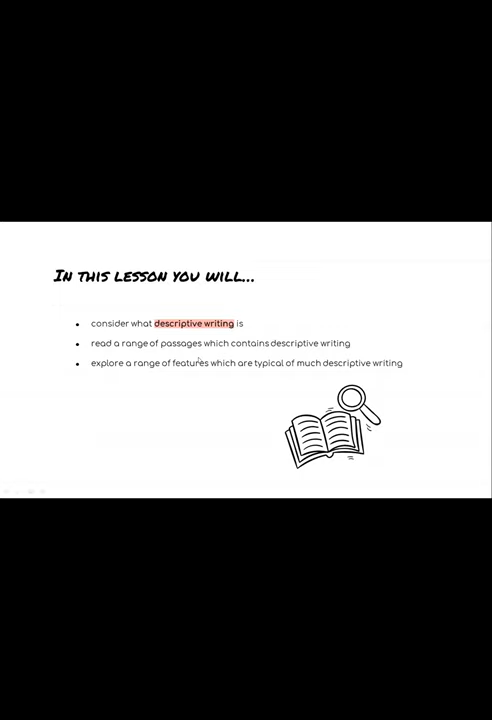 In this lesson you will...
consider what descriptive writing is
read a range of passages which contains descriptive writing
explore a range of features which are typical of much descriptive writing